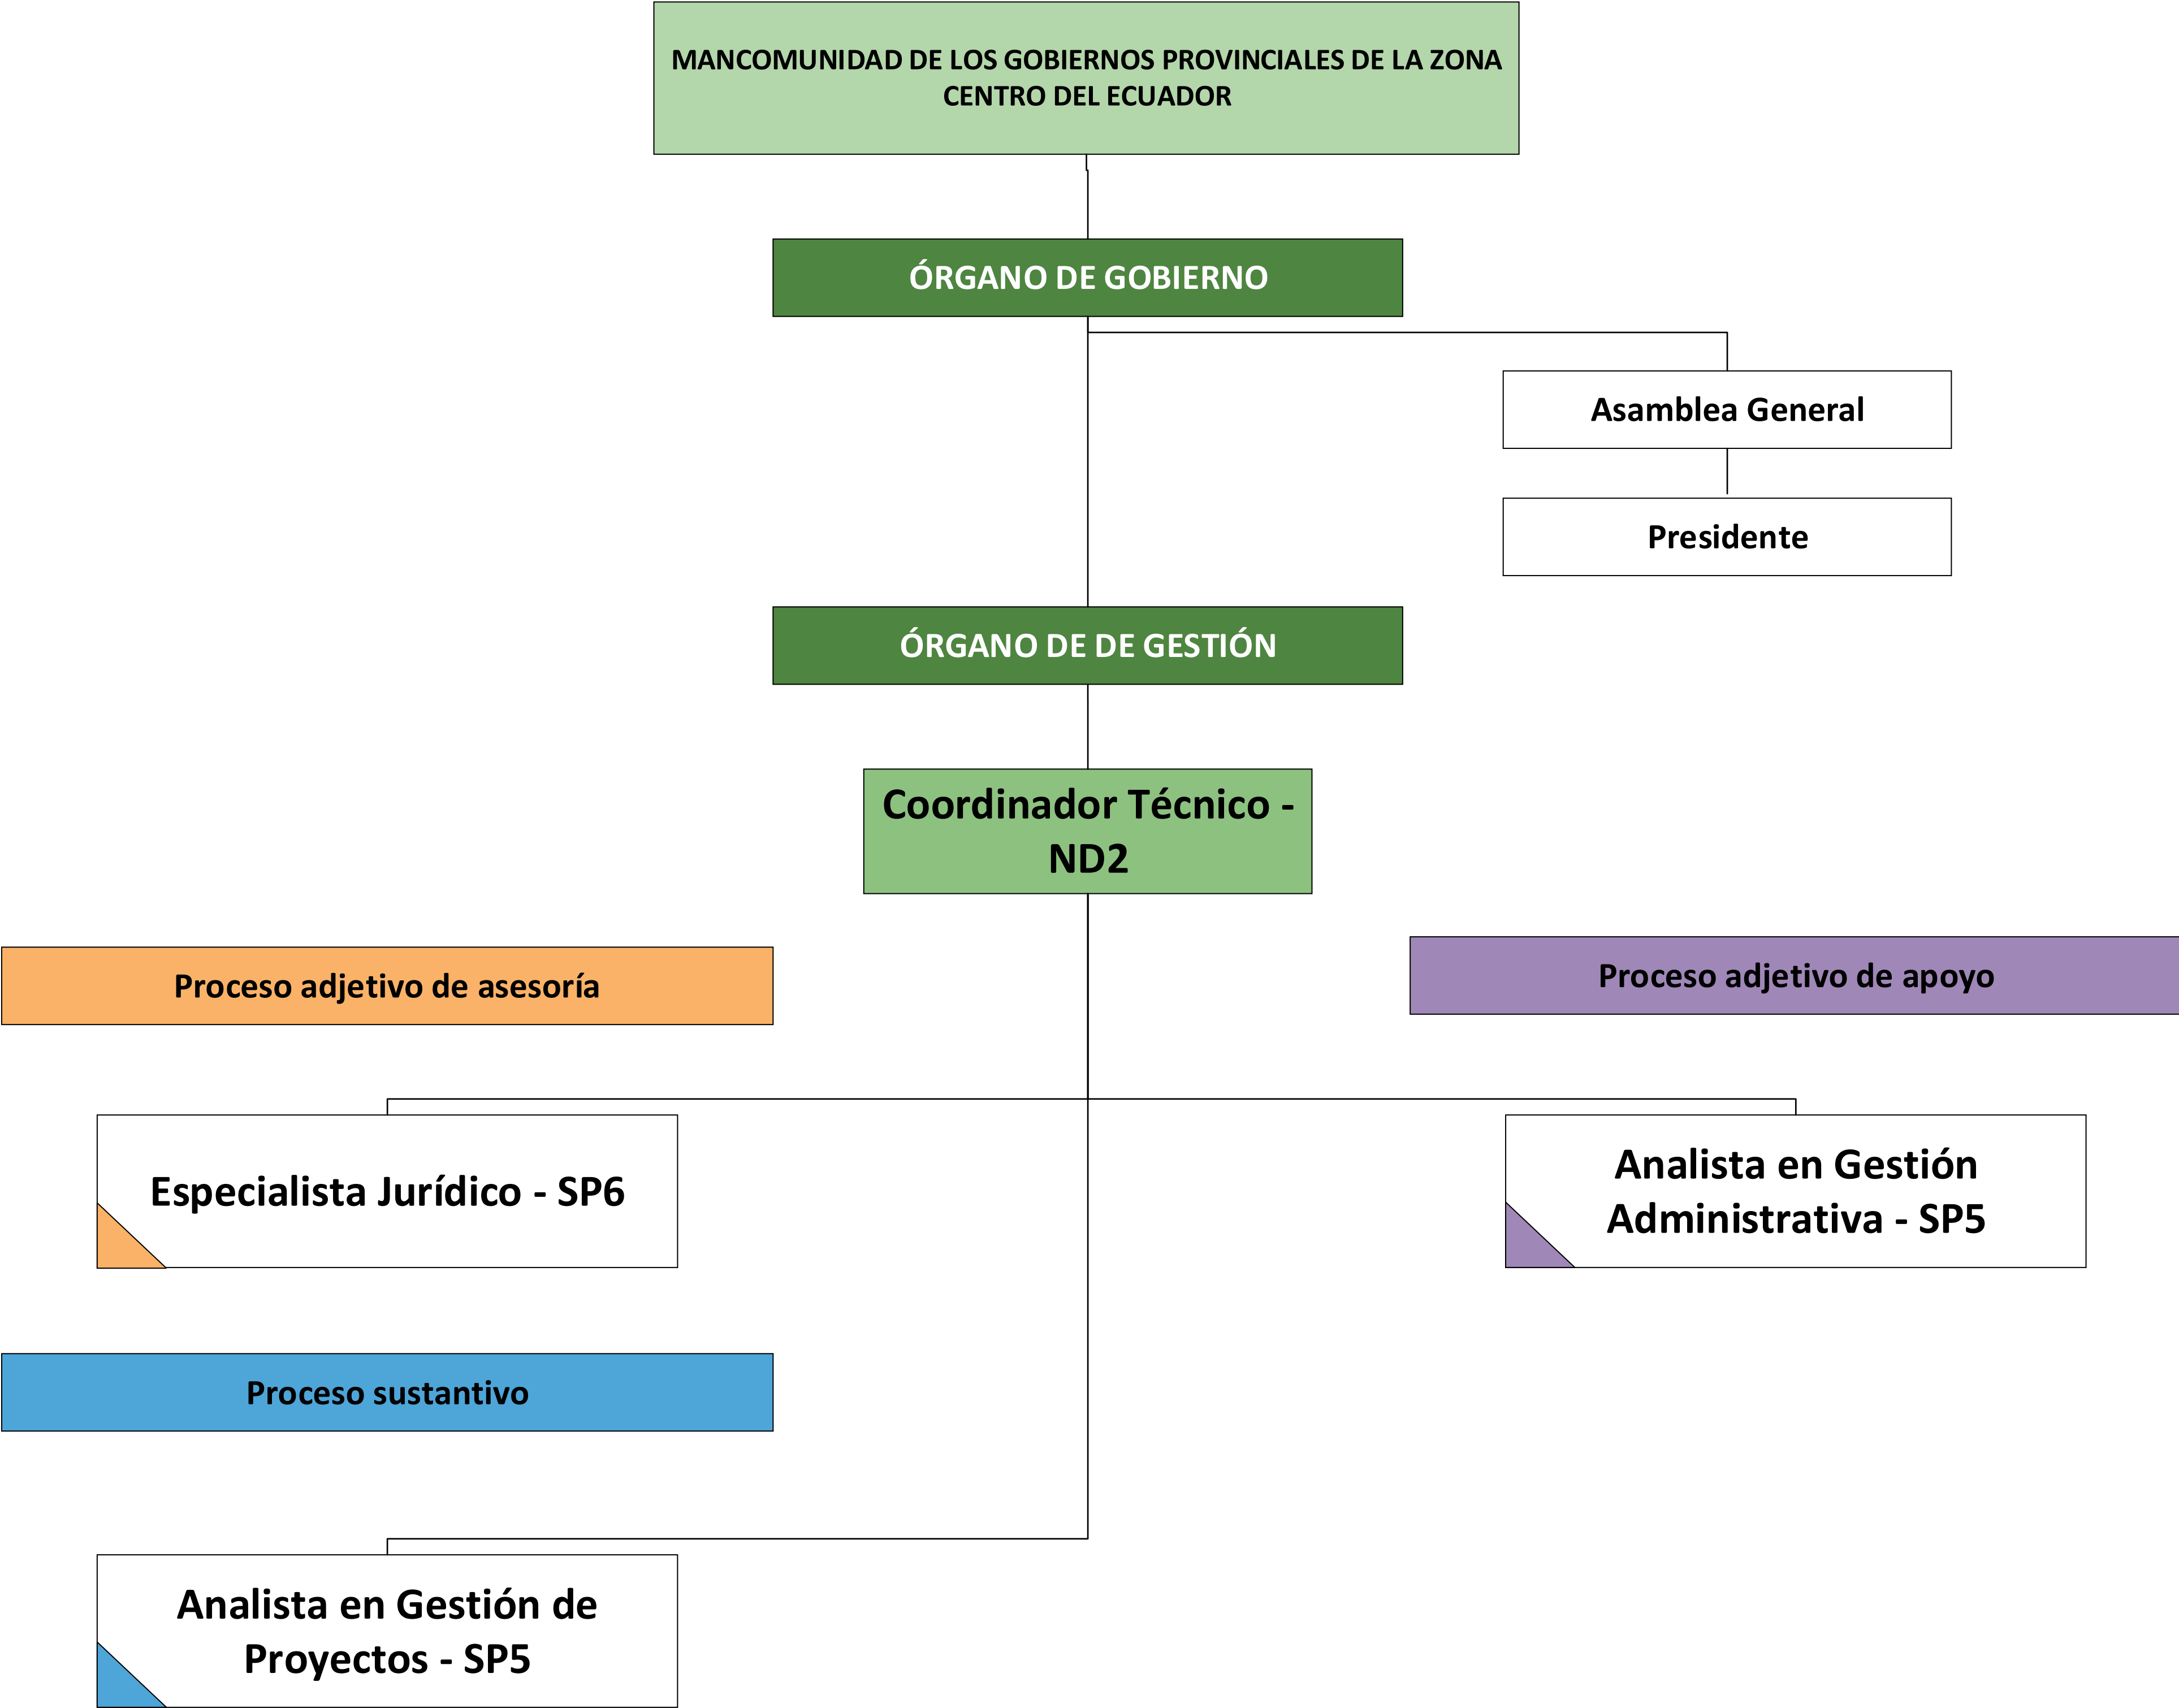 MANCOMUNIDAD DE LOS GOBIERNOS PROVINCIALES DE LA ZONA
CENTRO DEL ECUADOR
ÓRGANO DE GOBIERNO
Asamblea General
Presidente
ÓRGANO DE DE GESTIÓN
Coordinador Técnico -
ND2
Proceso adjetivo de asesoría
Proceso adjetivo de apoyo
Especialista Jurídico - SP6
Analista en Gestión
Administrativa - SP5
Proceso sustantivo
Analista en Gestión de
Proyectos - SP5